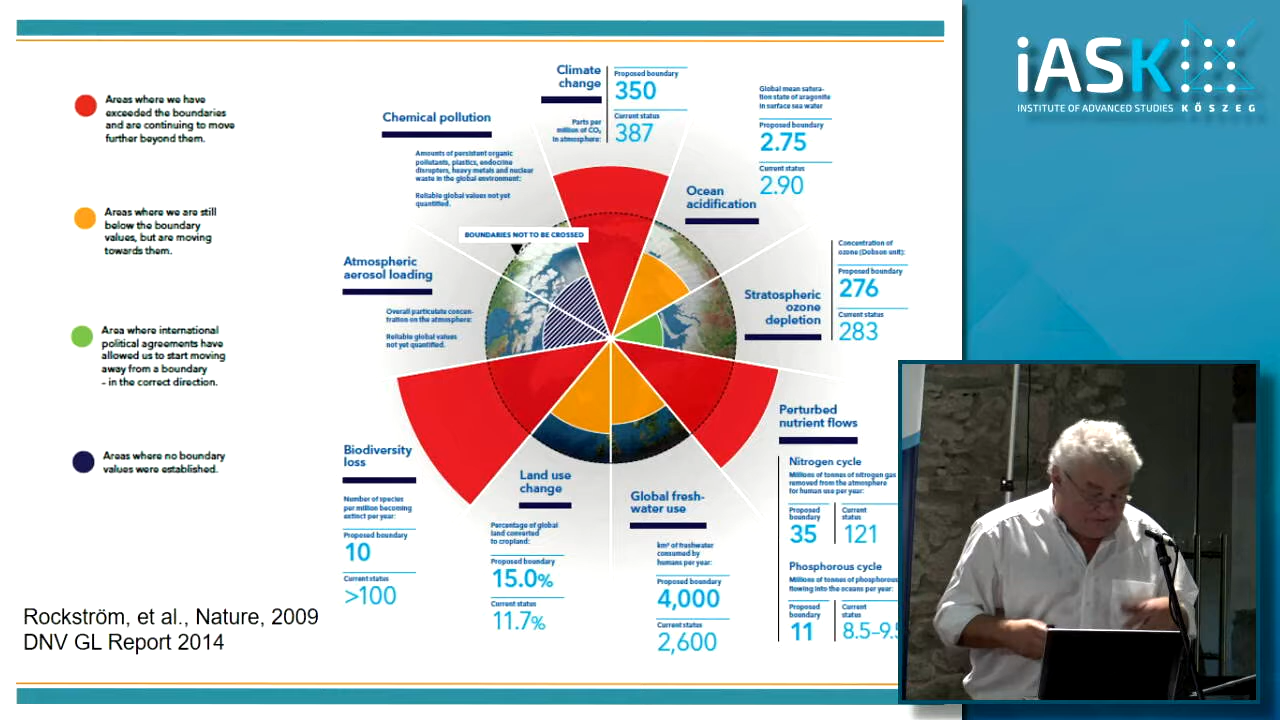 iASK
INSTITUTE OF ADVANCED STUDIES KŐSZEG
Areas where we have
exceeded the boundaries
and are continuing to move
further beyond them.
Areas where we are still
below the boundary
values, but are moving
towards them.
Area where international
political agreements have
allowed us to start moving
away from a boundary
- in the correct direction.
Areas where no boundary
values were established.
Climate
change
Parts per
million of CO₂
in atmosphere:
Proposed boundary
350
Current status
387
Chemical pollution
Amounts of persistent organic
pollutants, plastics, endocrine
disrupters, heavy metals and nuclear
waste in the global environment:
Reliable global values not yet
quantified.
Global mean satura-
tion state of aragonite
in surface sea water
Proposed boundary
2.75
Current status
2.90
Ocean
acidification
BOUNDARIES NOT TO BE CROSSED
Atmospheric
aerosol loading
Overall particulate concen-
tration on the atmosphere:
Reliable global values
not yet quantified.
Stratospheric
ozone
depletion
Concentration of
ozone (Dobson unit):
Proposed boundary
276
Current status
283
Perturbed
nutrient flows
Nitrogen cycle
Millions of tonnes of nitrogen gas
removed from the atmosphere
for human use per year:
Proposed
boundary
35
Current
status
121
Phosphorous cycle
Millions of tonnes of phosphorous
flowing into the oceans per year:
Proposed
boundary
11
Current
status
8.5–9.5
Biodiversity
loss
Number of species
per million becoming
extinct per year:
Proposed boundary
10
Current status
>100
Land use
change
Percentage of global
land converted
to cropland:
Proposed boundary
15.0%
Current status
11.7%
Global fresh-
water use
km³ of freshwater
consumed by
humans per year:
Proposed boundary
4,000
Current status
2,600
Rockström, et al., Nature, 2009
DNV GL Report 2014